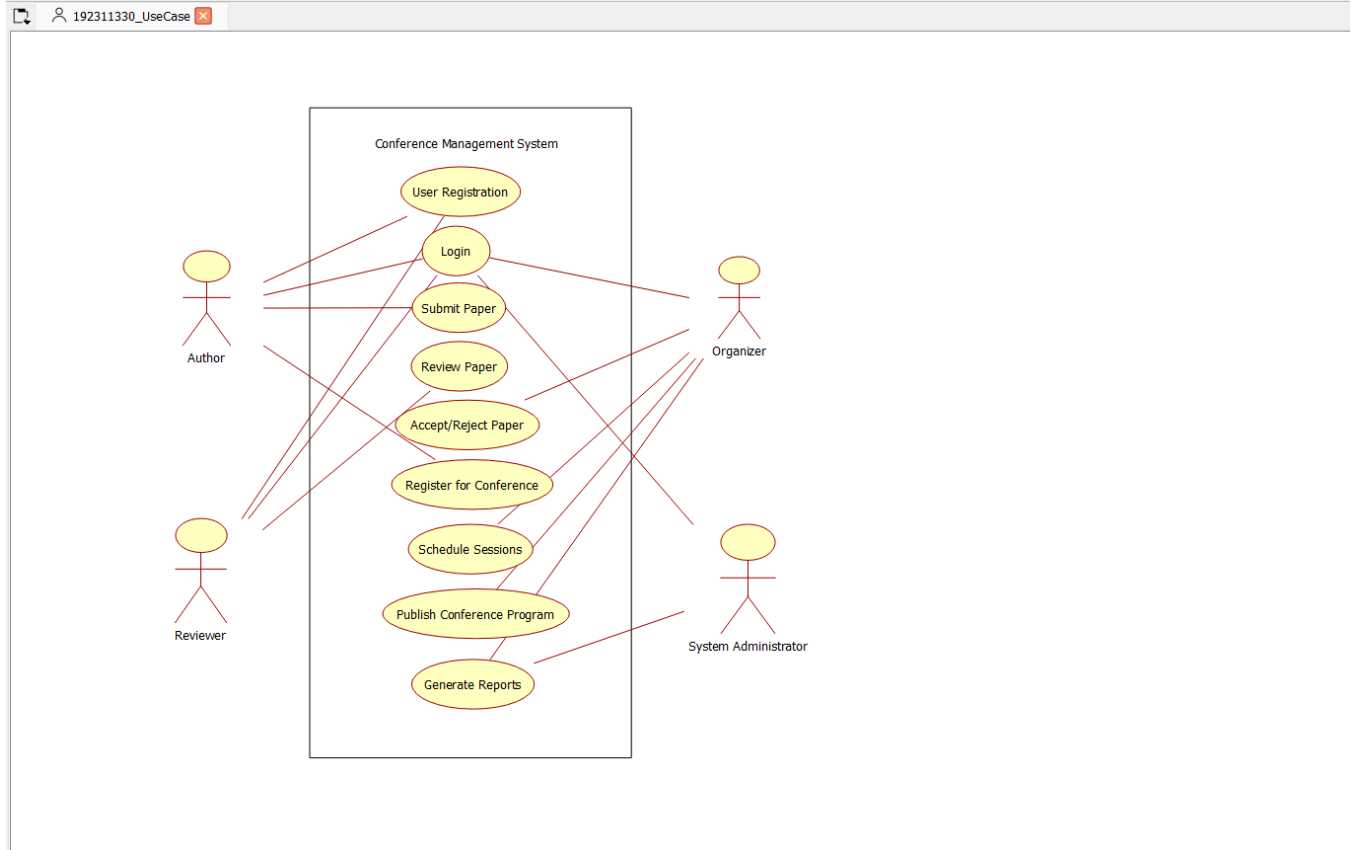 192311330_UseCase
Conference Management System
User Registration
Login
Submit Paper
Author
Organizer
Review Paper
Accept/Reject Paper
Register for Conference
Schedule Sessions
Publish Conference Program
Reviewer
System Administrator
Generate Reports